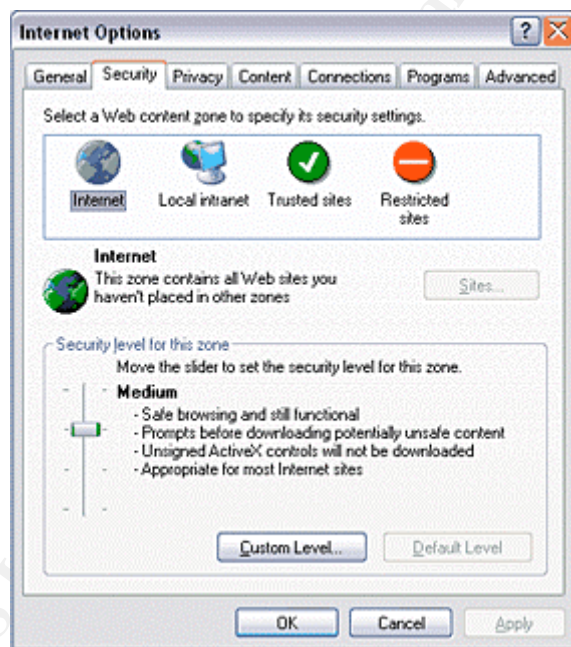 Internet Options
General Security Privacy Content Connections Programs Advanced
Select a Web content zone to specify its security settings.
Internet
Local intranet
Trusted sites
Restricted
sites
Internet
This zone contains all Web sites you
haven't placed in other zones
Sites...
Security level for this zone
Move the slider to set the security level for this zone.
Medium
- Safe browsing and still functional
- Prompts before downloading potentially unsafe content
- Unsigned ActiveX controls will not be downloaded
- Appropriate for most Internet sites
Custom Level...
Default Level
OK
Cancel
Apply